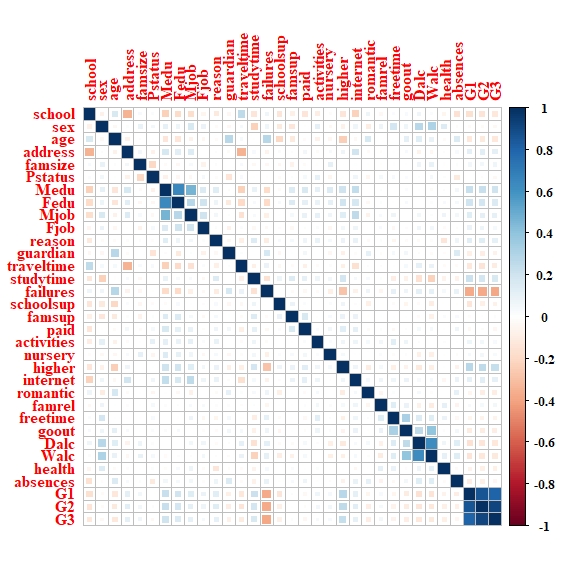 school
sex
age
address
famsize
Pstatus
Medu
Fedu
Mjob
Fjob
reason
guardian
traveltime
studytime
failures
schoolsup
famsup
paid
activities
nursery
higher
internet
romantic
famrel
freetime
goout
Dalc
Walc
health
absences
G1
G2
G3
school
sex
age
address
famsize
Pstatus
Medu
Fedu
Mjob
Fjob
reason
guardian
traveltime
studytime
failures
schoolsup
famsup
paid
activities
nursery
higher
internet
romantic
famrel
freetime
goout
Dalc
Walc
health
absences
G1
G2
G3
1
0.8
0.6
0.4
0.2
0
-0.2
-0.4
-0.6
-0.8
-1